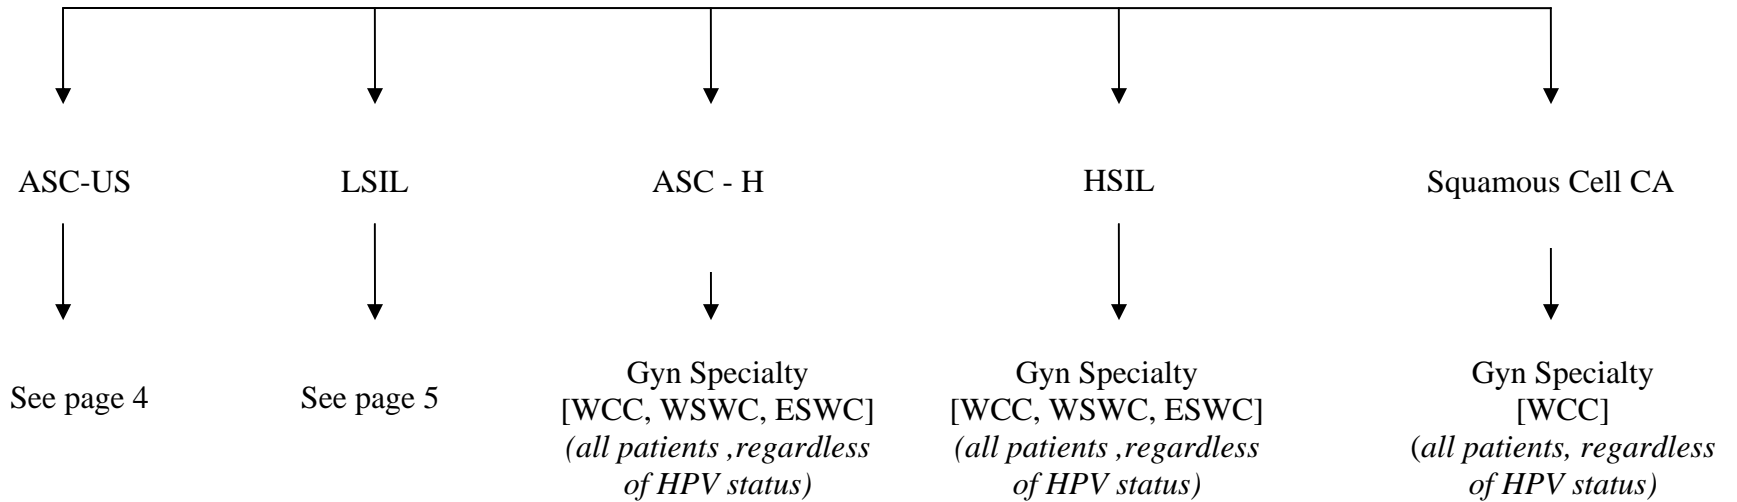 ASC-US
LSIL
ASC - H
HSIL
Squamous Cell CA
See page 4
See page 5
Gyn Specialty
[WCC, WSWC, ESWC]
(all patients ,regardless
of HPV status)
Gyn Specialty
[WCC, WSWC, ESWC]
(all patients ,regardless
of HPV status)
Gyn Specialty
[WCC]
(all patients, regardless
of HPV status)